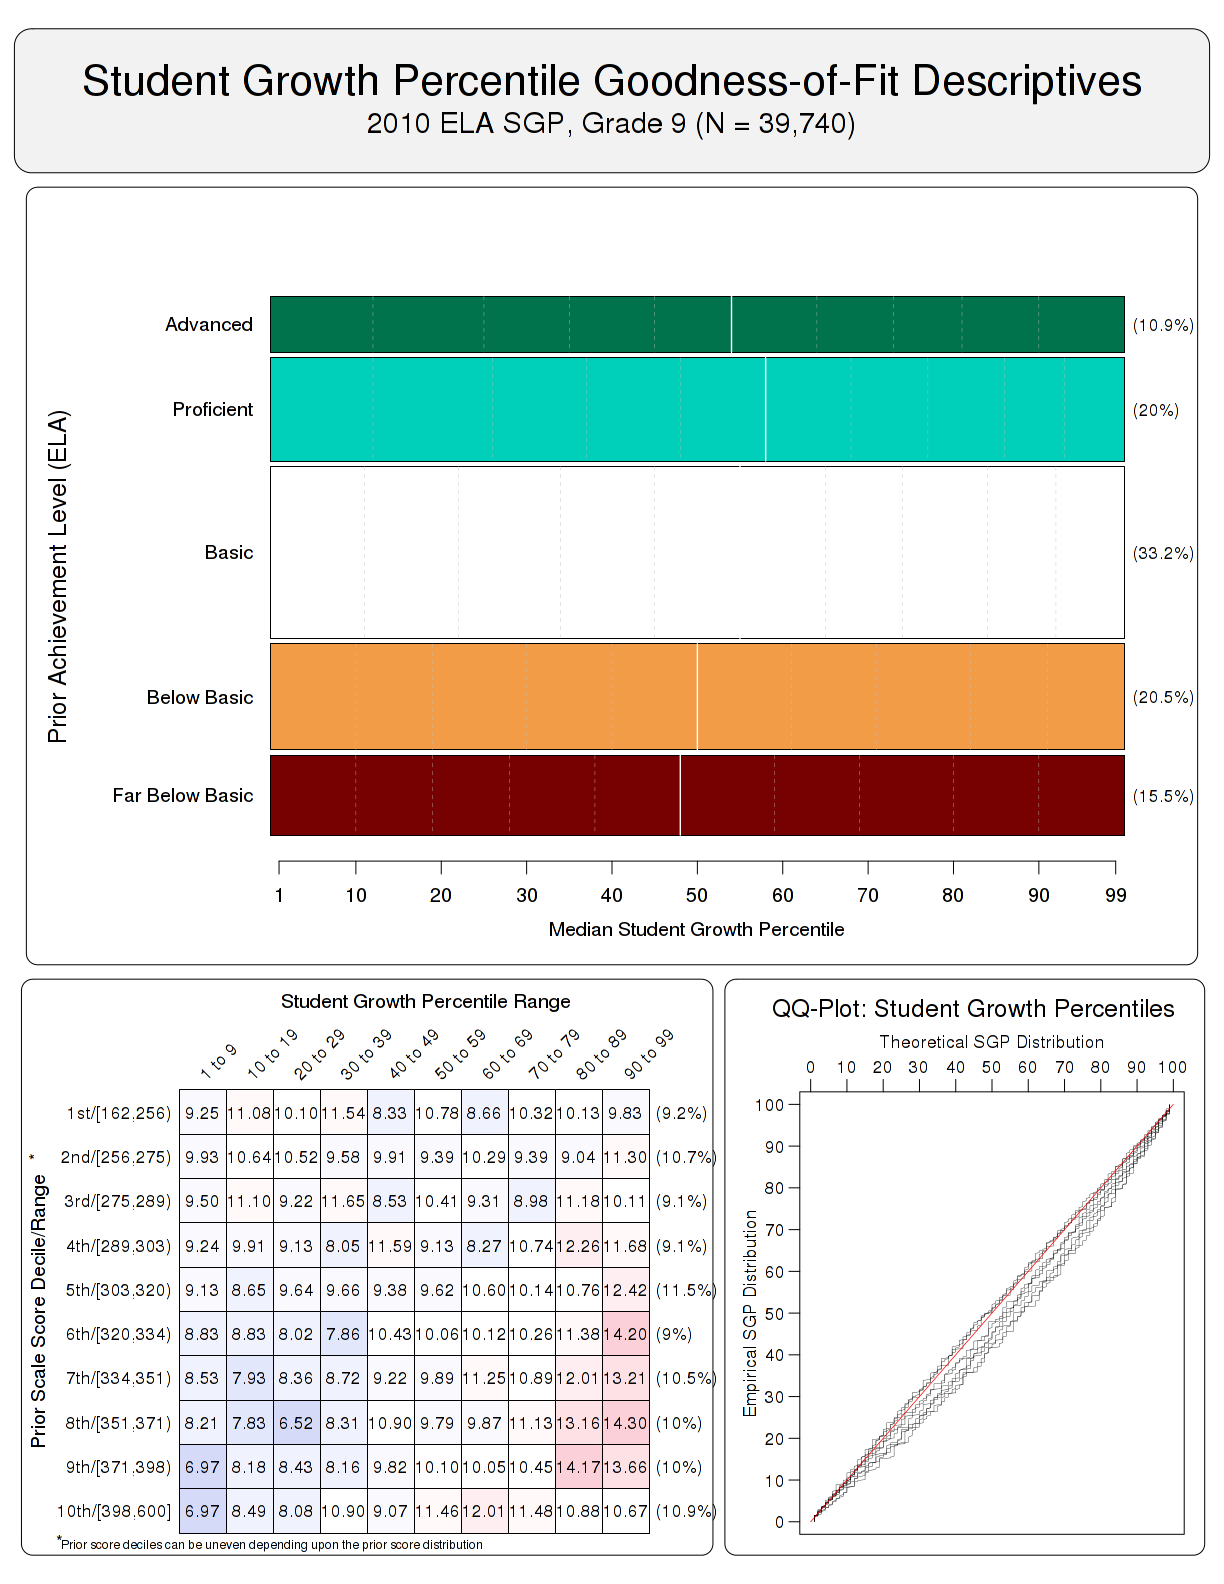 Student Growth Percentile Goodness-of-Fit Descriptives
2010 ELA SGP, Grade 9 (N = 39,740)
Prior Achievement Level (ELA)
Advanced (10.9%)
Proficient (20%)
Basic (33.2%)
Below Basic (20.5%)
Far Below Basic (15.5%)
1 10 20 30 40 50 60 70 80 90 99
Median Student Growth Percentile
Student Growth Percentile Range
1 to 9 10 to 19 20 to 29 30 to 39 40 to 49 50 to 59 60 to 69 70 to 79 80 to 89 90 to 99
Prior Scale Score Decile/Range *
1st/[162,256) 9.25 11.08 10.10 11.54 8.33 10.78 8.66 10.32 10.13 9.83 (9.2%)
2nd/[256,275) 9.93 10.64 10.52 9.58 9.91 9.39 10.29 9.39 9.04 11.30 (10.7%)
3rd/[275,289) 9.50 11.10 9.22 11.65 8.53 10.41 9.31 8.98 11.18 10.11 (9.1%)
4th/[289,303) 9.24 9.91 9.13 8.05 11.59 9.13 8.27 10.74 12.26 11.68 (9.1%)
5th/[303,320) 9.13 8.65 9.64 9.66 9.38 9.62 10.60 10.14 10.76 12.42 (11.5%)
6th/[320,334) 8.83 8.83 8.02 7.86 10.43 10.06 10.12 10.26 11.38 14.20 (9%)
7th/[334,351) 8.53 7.93 8.36 8.72 9.22 9.89 11.25 10.89 12.01 13.21 (10.5%)
8th/[351,371) 8.21 7.83 6.52 8.31 10.90 9.79 9.87 11.13 13.16 14.30 (10%)
9th/[371,398) 6.97 8.18 8.43 8.16 9.82 10.10 10.05 10.45 14.17 13.66 (10%)
10th/[398,600] 6.97 8.49 8.08 10.90 9.07 11.46 12.01 11.48 10.88 10.67 (10.9%)
*Prior score deciles can be uneven depending upon the prior score distribution
QQ-Plot: Student Growth Percentiles
Theoretical SGP Distribution
0 10 20 30 40 50 60 70 80 90 100
Empirical SGP Distribution
100
90
80
70
60
50
40
30
20
10
0